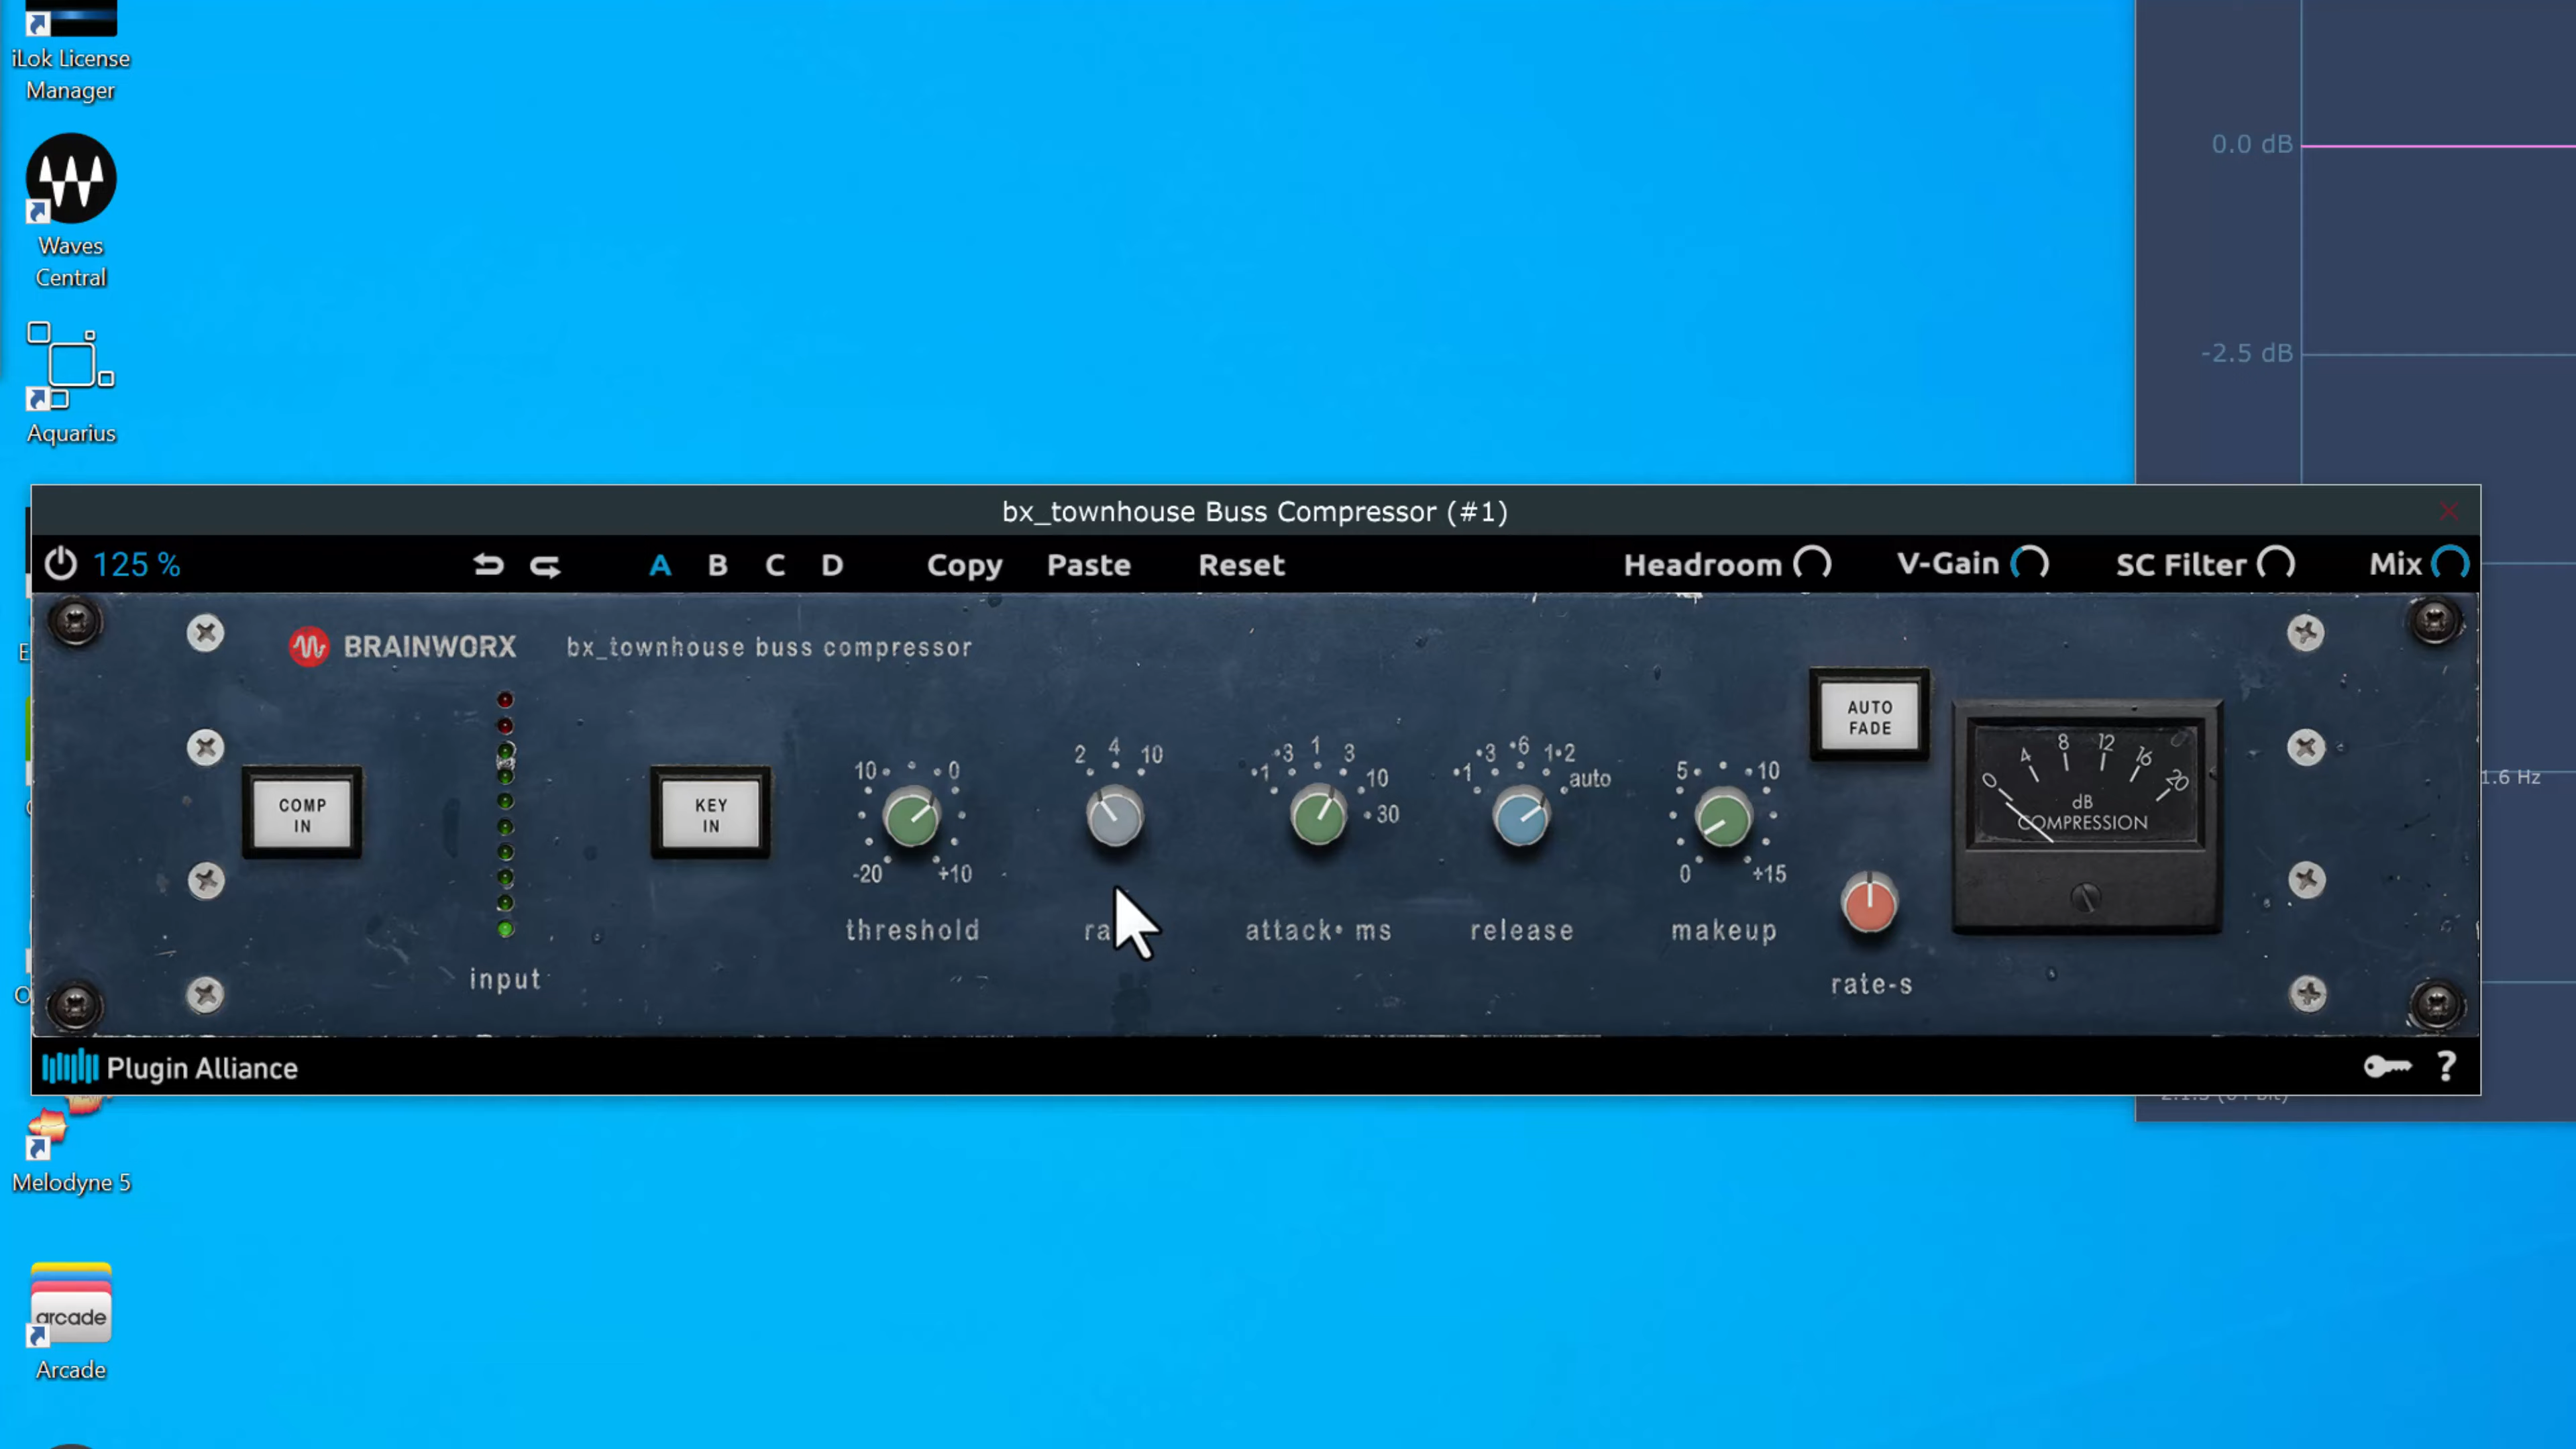 iLok License
Manager
Waves
Central
Aquarius
0.0 dB
-2.5 dB
bx_townhouse Buss Compressor (#1)
125 %
A B C D
Copy Paste Reset
Headroom V-Gain SC Filter Mix
BRAINWORX bx_townhouse buss compressor
COMP
IN
input
KEY
IN
10 0
-20 +10
threshold
2 4 10
ra
•1 •3 1 3 10 30
attack• ms
•1 •3 •6 1•2 auto
release
5 10
0 +15
makeup
AUTO
FADE
rate-s
0 4 8 12 16 20
dB
COMPRESSION
1.6 Hz
Plugin Alliance
?
Melodyne 5
arcade
Arcade